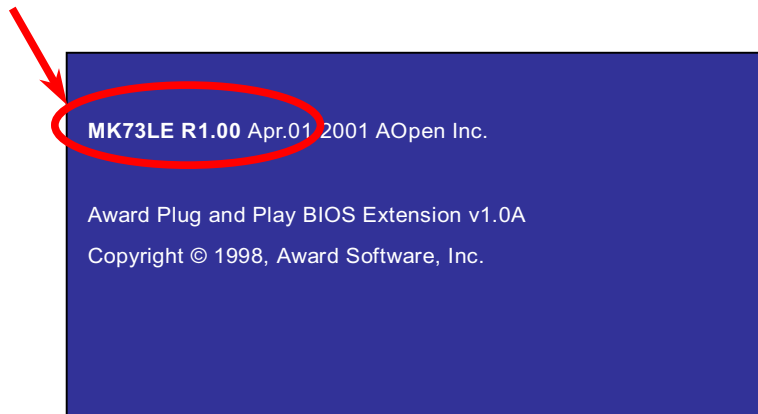 MK73LE R1.00 Apr.01 2001 AOpen Inc.
Award Plug and Play BIOS Extension v1.0A
Copyright © 1998, Award Software, Inc.